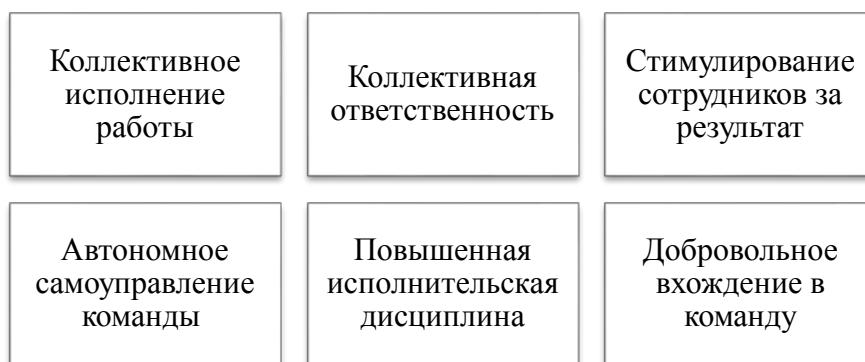 Коллективное
исполнение
работы
Коллективная
ответственность
Стимулирование
сотрудников за
результат
Автономное
самоуправление
команды
Повышенная
исполнительская
дисциплина
Добровольное
вхождение в
команду